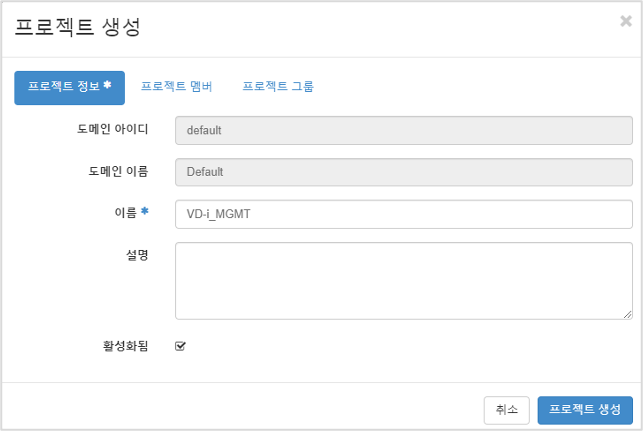 프로젝트 생성
프로젝트 정보 *
프로젝트 멤버
프로젝트 그룹
도메인 아이디
default
도메인 이름
Default
이름 *
VD-i_MGMT
설명
활성화됨
취소
프로젝트 생성